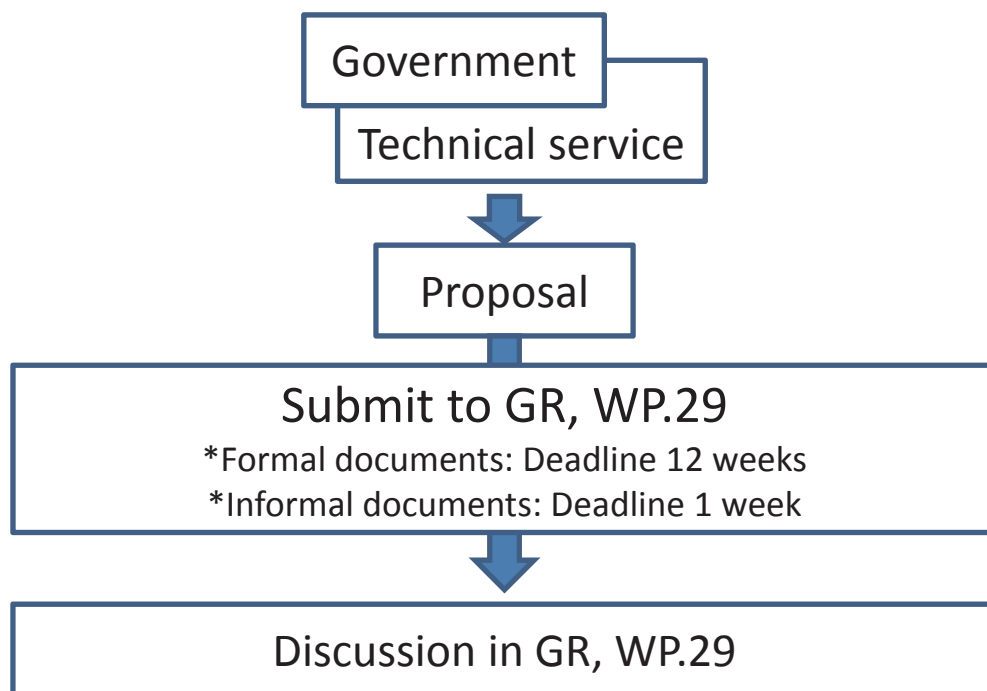 Government
Technical service
Proposal
Submit to GR, WP.29
*Formal documents: Deadline 12 weeks
*Informal documents: Deadline 1 week
Discussion in GR, WP.29